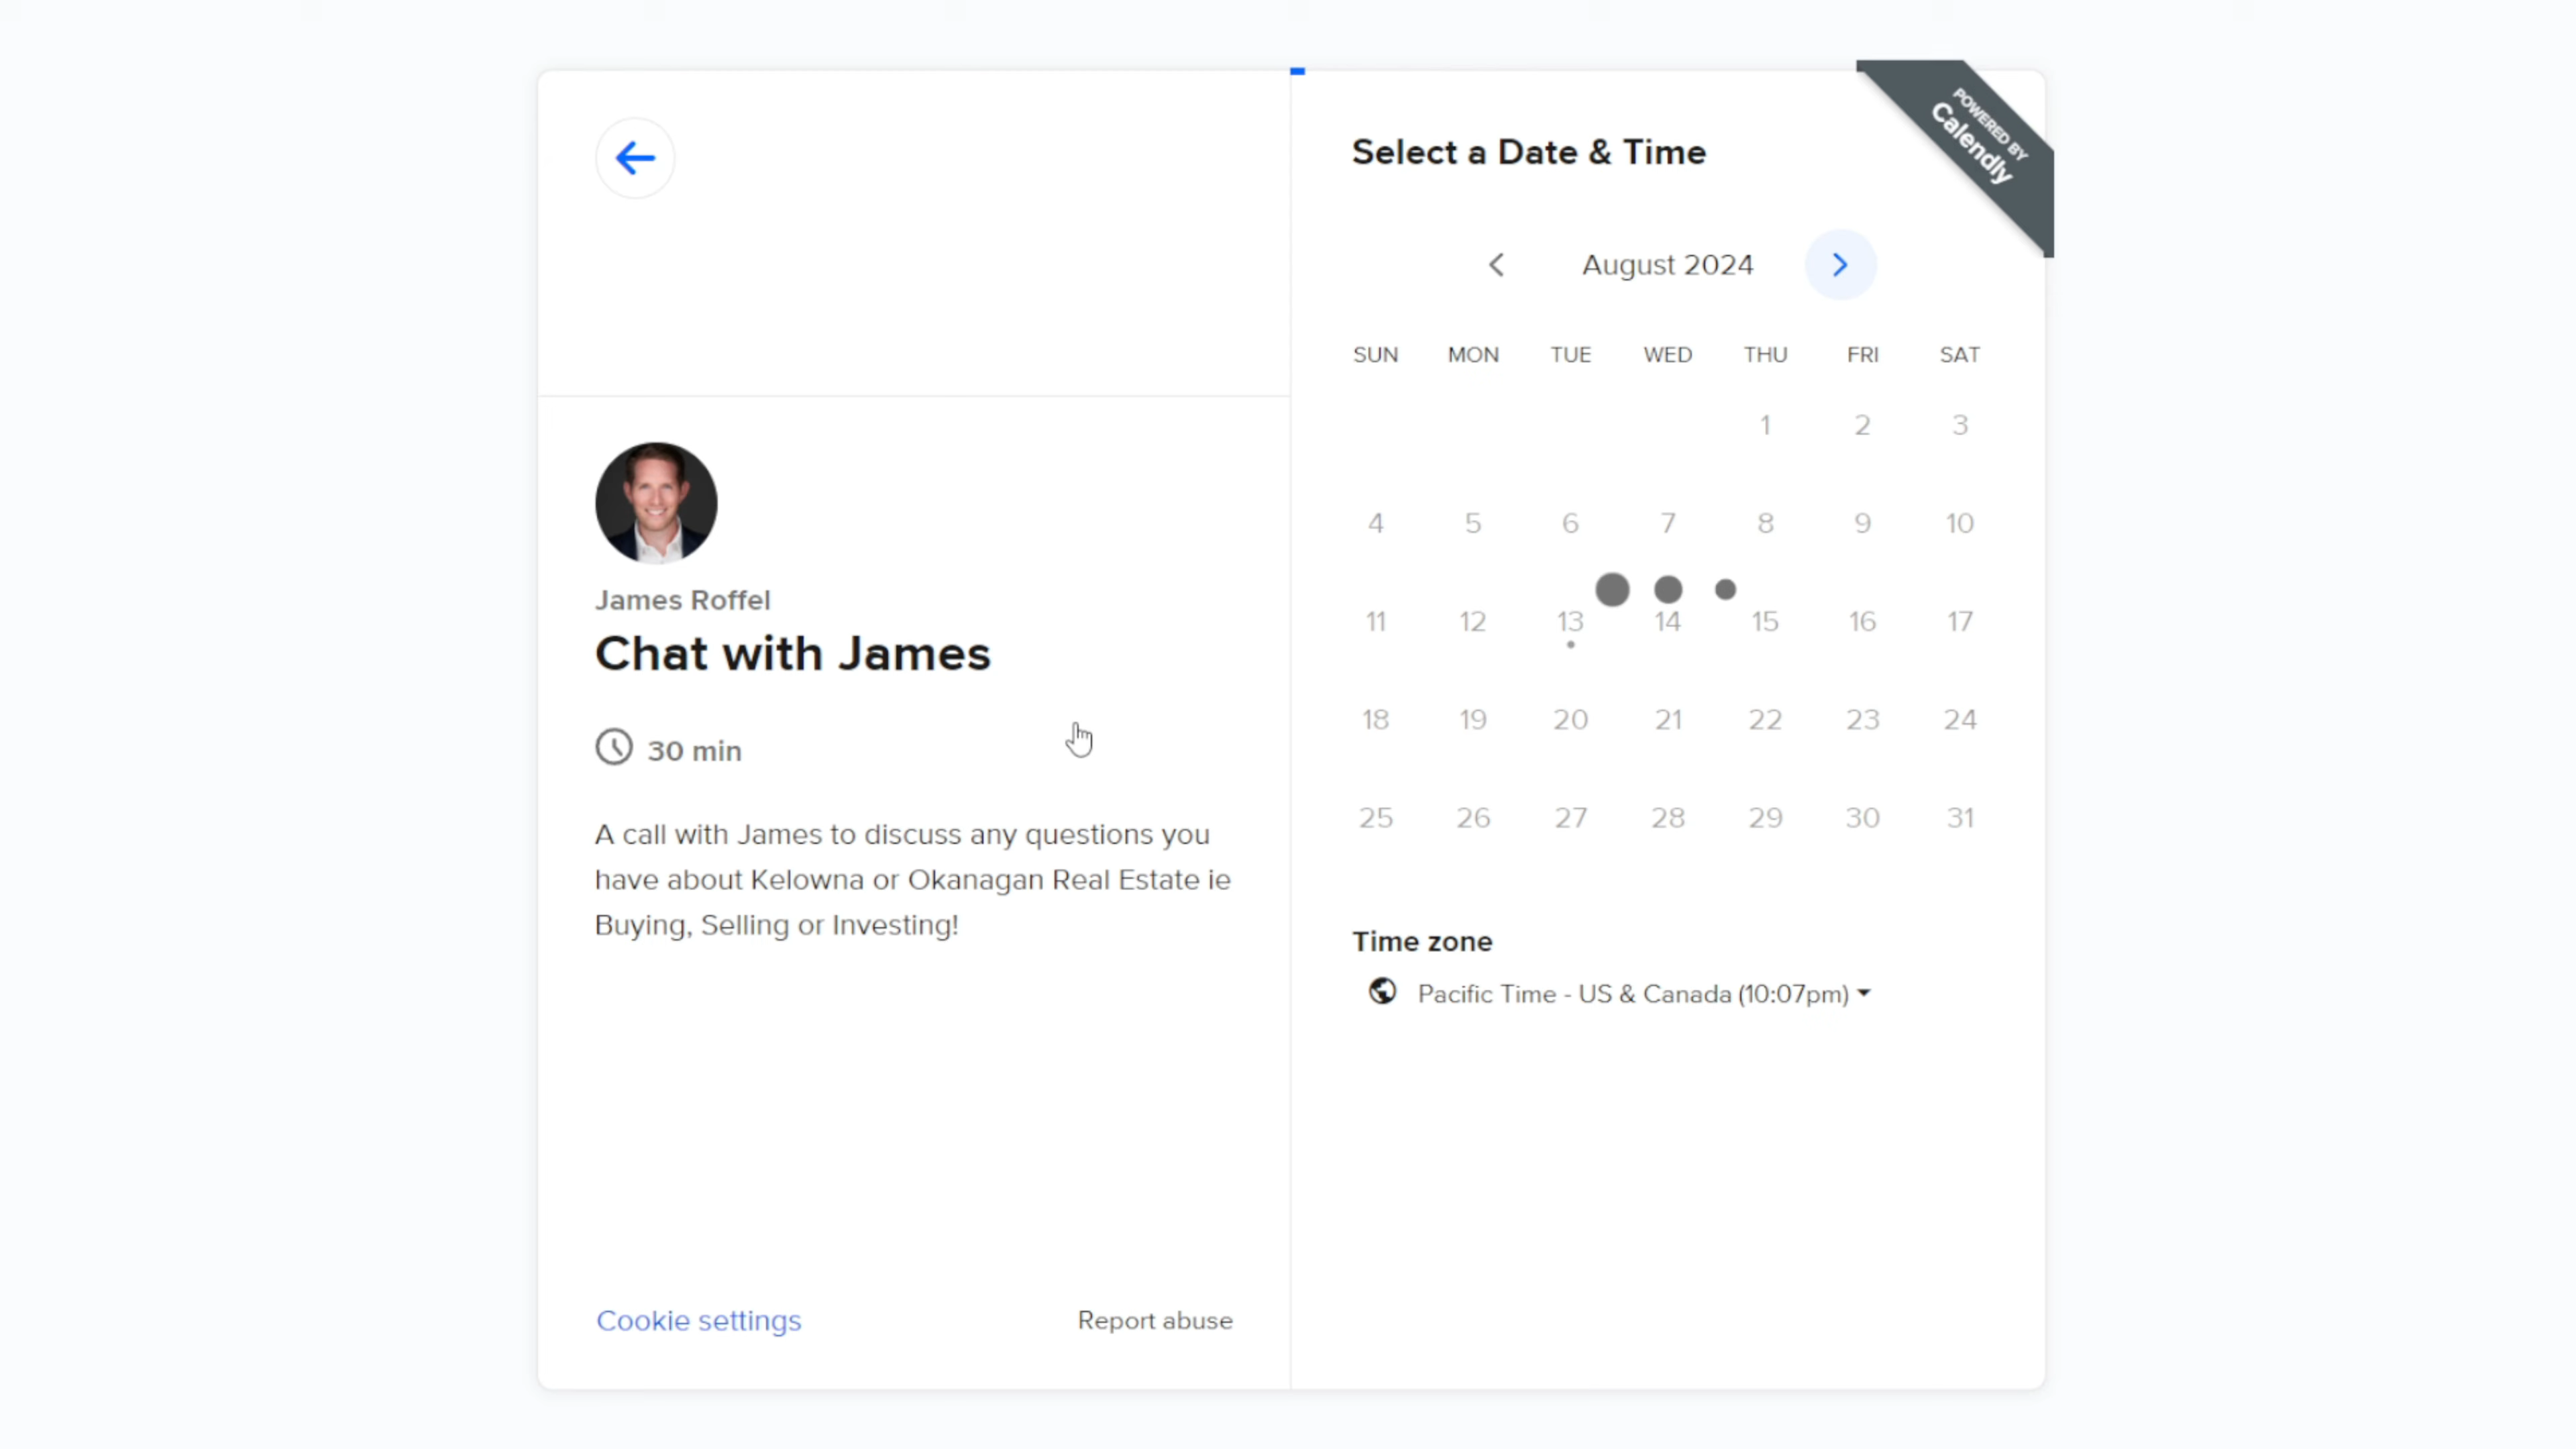 POWERED BY
Calendly
James Roffel
Chat with James
30 min
A call with James to discuss any questions you
have about Kelowna or Okanagan Real Estate ie
Buying, Selling or Investing!
Cookie settings
Report abuse
Select a Date & Time
August 2024
SUN MON TUE WED THU FRI SAT
1 2 3
4 5 6 7 8 9 10
11 12 13 14 15 16 17
18 19 20 21 22 23 24
25 26 27 28 29 30 31
Time zone
Pacific Time - US & Canada (10:07pm)